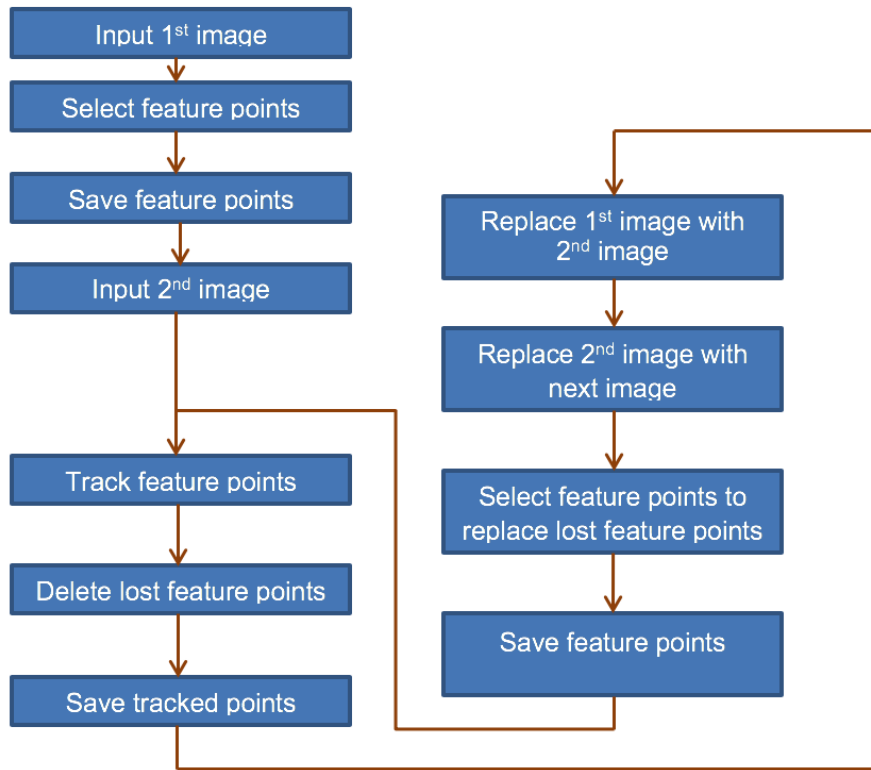 Input 1st image
Select feature points
Save feature points
Input 2nd image
Track feature points
Delete lost feature points
Save tracked points
Replace 1st image with
2nd image
Replace 2nd image with
next image
Select feature points to
replace lost feature points
Save feature points